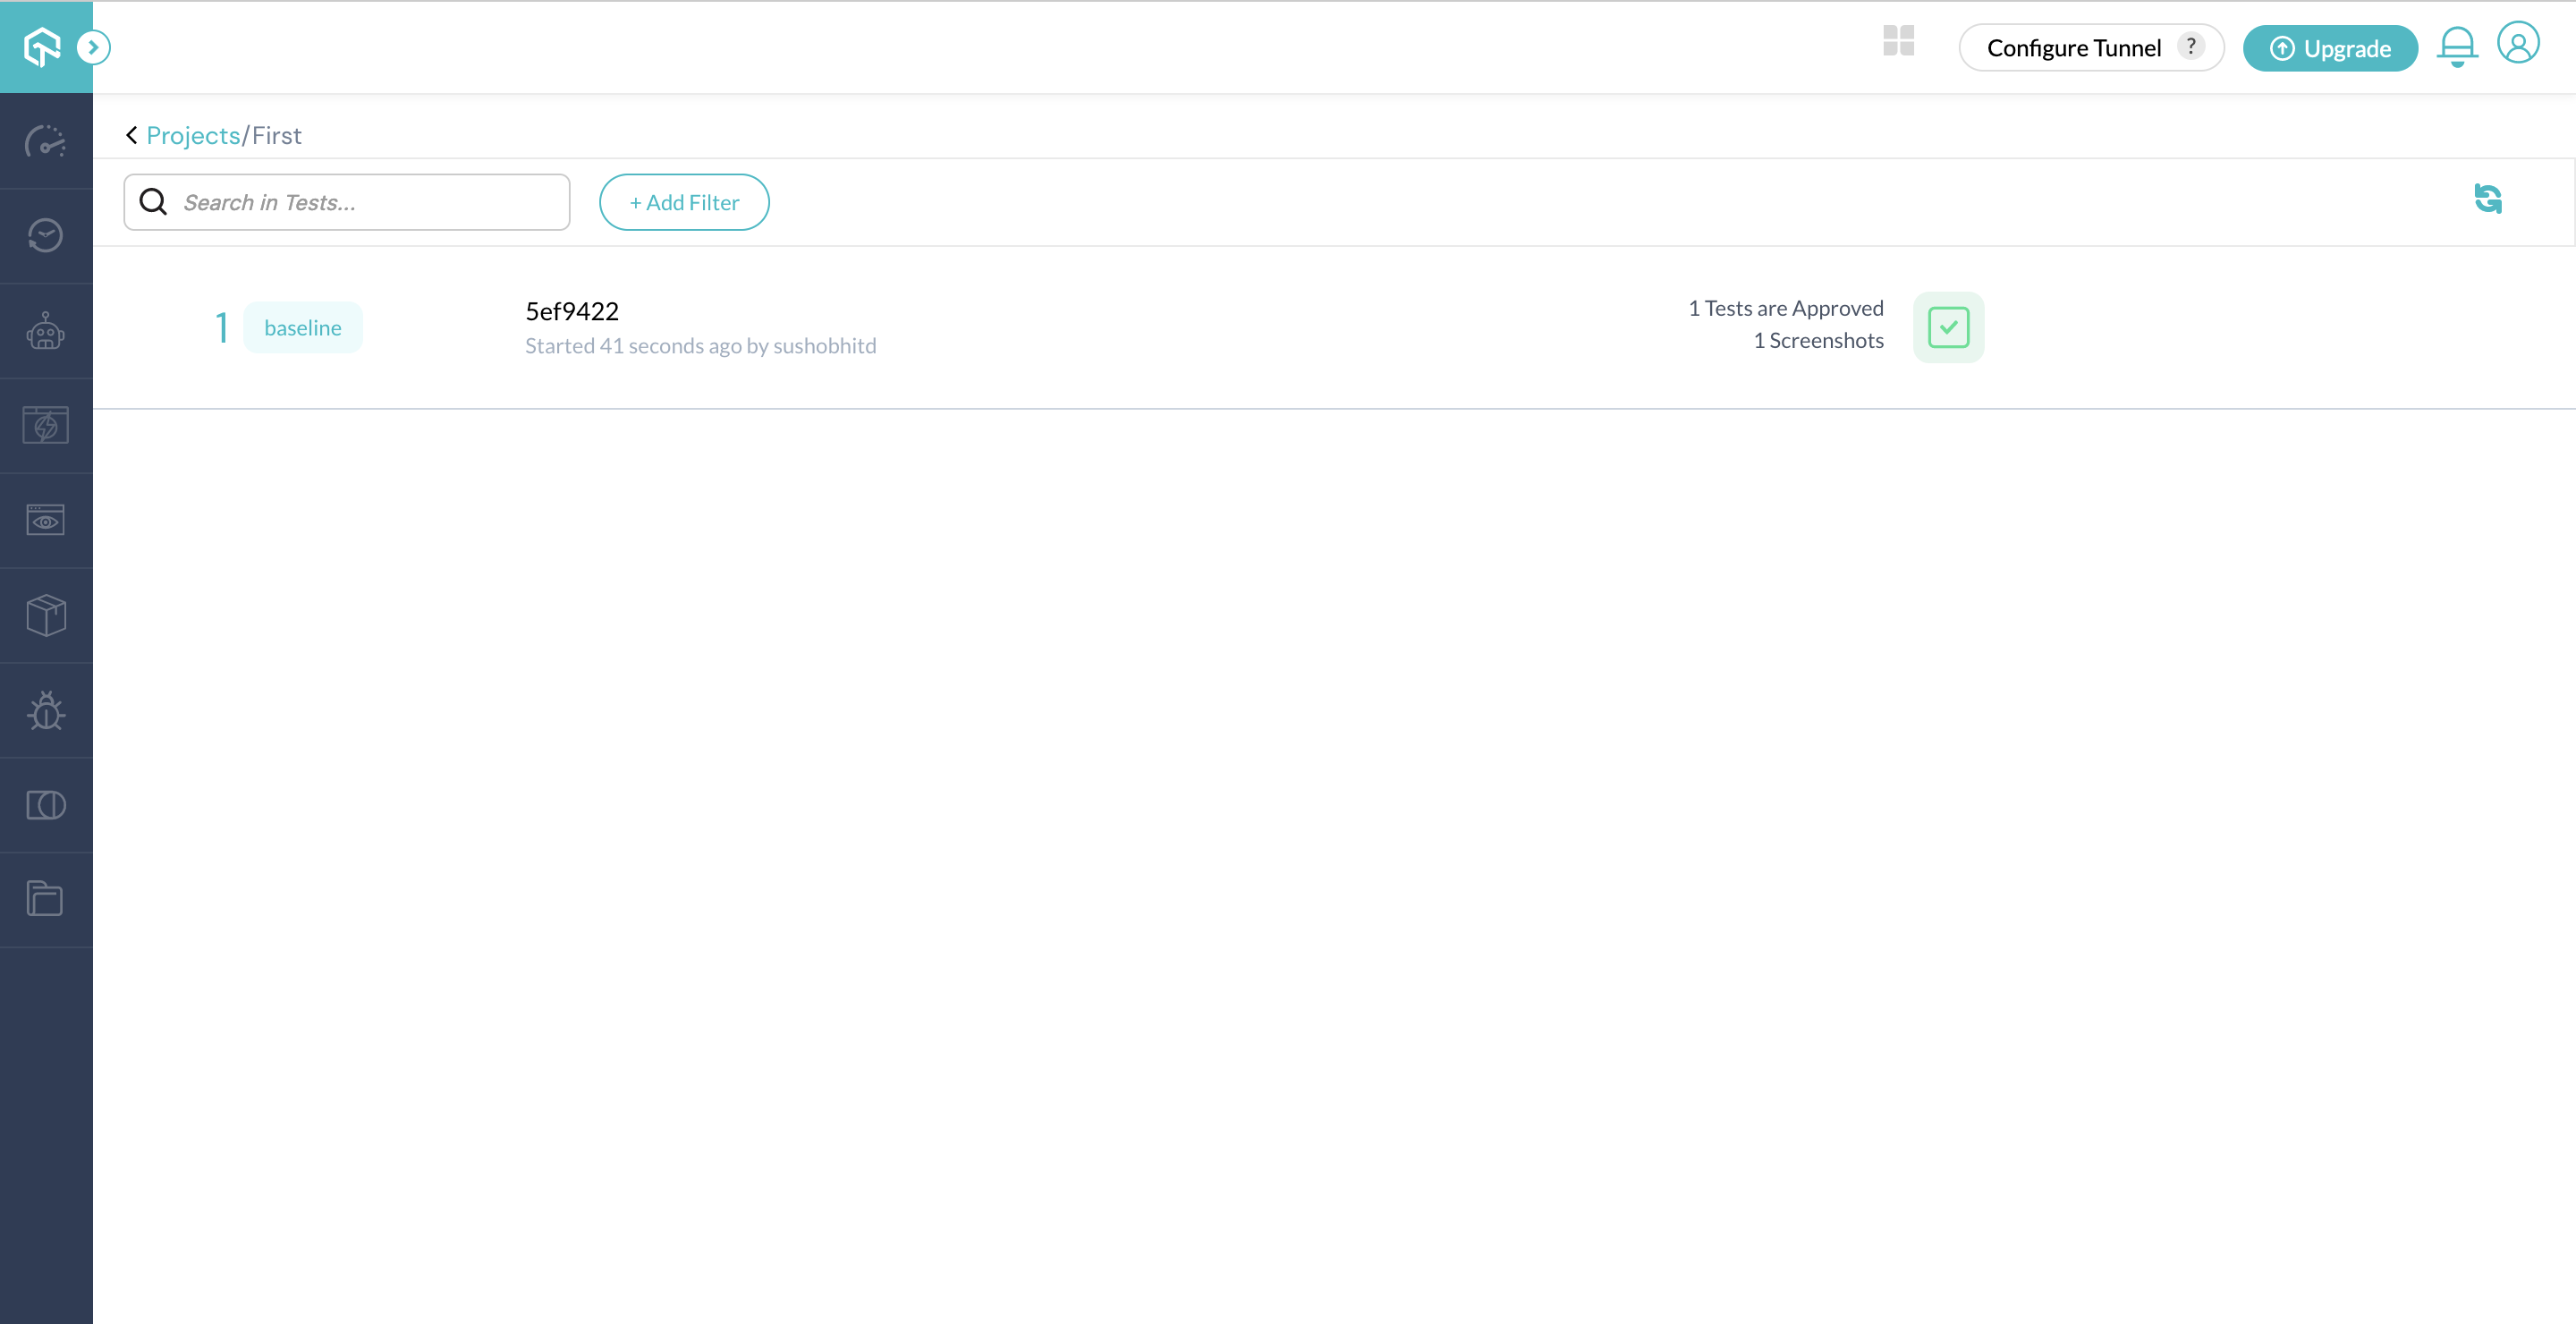 Configure Tunnel ?
Upgrade
Projects/First
Search in Tests...
+ Add Filter
1 baseline
5ef9422
Started 41 seconds ago by sushobhitd
1 Tests are Approved
1 Screenshots